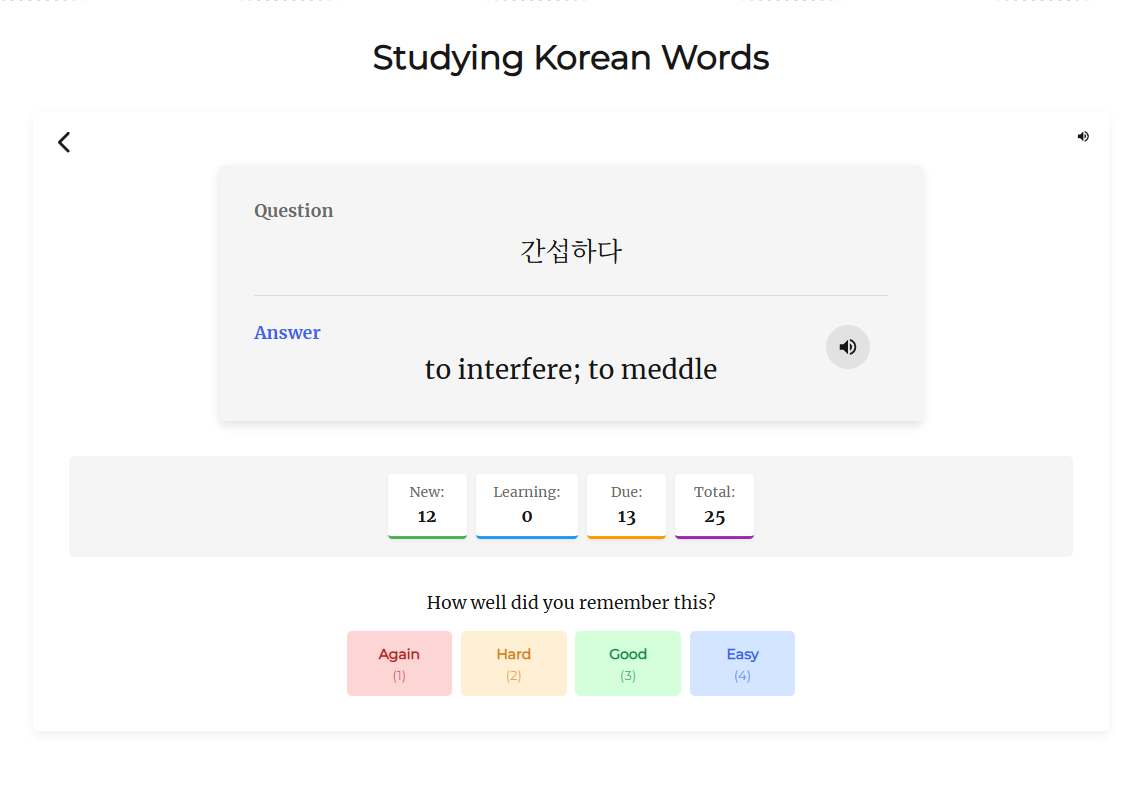 Studying Korean Words
Question
간섭하다
Answer
to interfere; to meddle
New: Learning: Due: Total:
12 0 13 25
How well did you remember this?
Again Hard Good Easy
(1) (2) (3) (4)